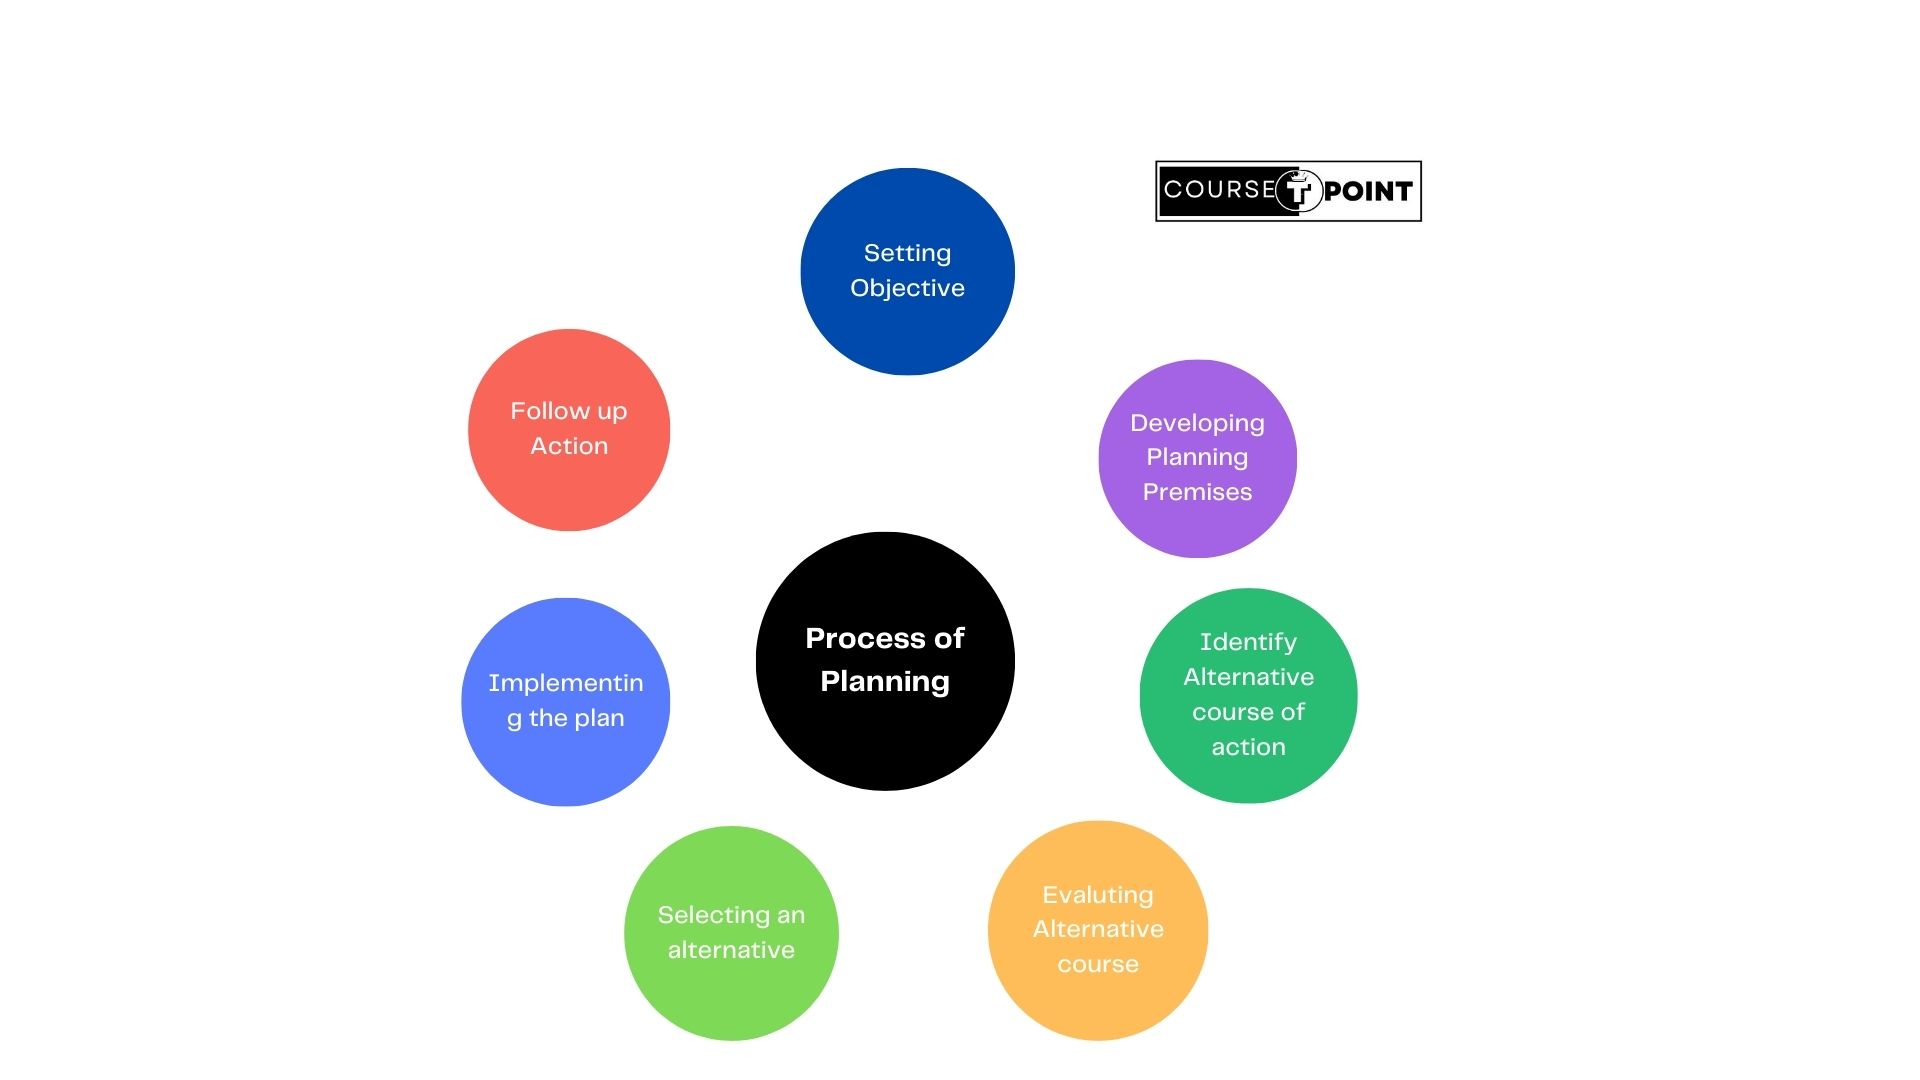 COURSE T POINT
Setting
Objective
Developing
Planning
Premises
Identify
Alternative
course of
action
Evaluting
Alternative
course
Selecting an
alternative
Implementin
g the plan
Follow up
Action
Process of
Planning